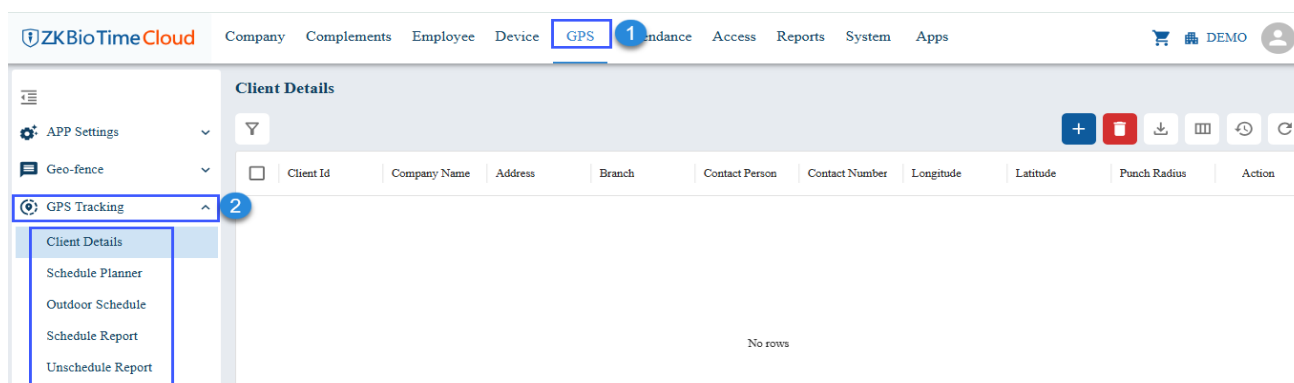 ZKBioTime Cloud Company Complements Employee Device GPS 1 endance Access Reports System Apps DEMO
Client Details
APP Settings
Geo-fence
Client Id Company Name Address Branch Contact Person Contact Number Longitude Latitude Punch Radius Action
GPS Tracking 2
Client Details
Schedule Planner
Outdoor Schedule
Schedule Report
No rows
Unschedule Report